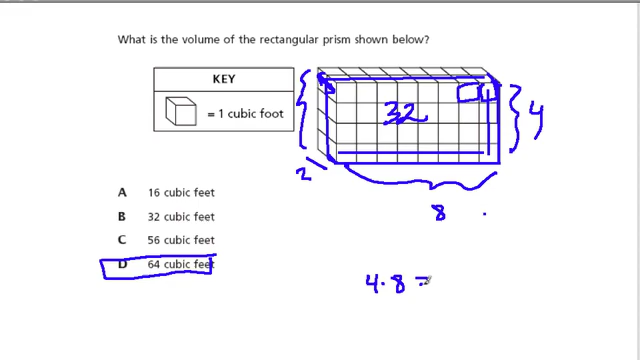 What is the volume of the rectangular prism shown below?
KEY
= 1 cubic foot
32
4
2
8
A 16 cubic feet
B 32 cubic feet
C 56 cubic feet
D 64 cubic feet
4·8=